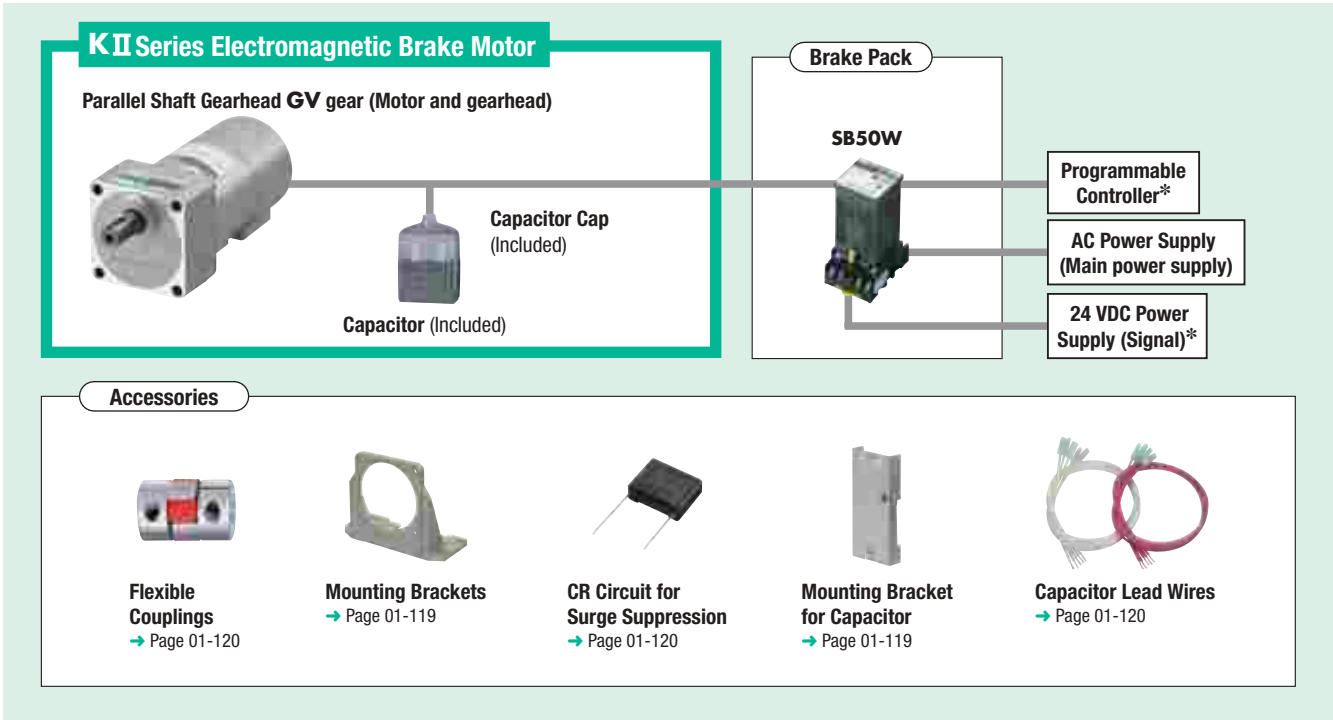 KII Series Electromagnetic Brake Motor
Parallel Shaft Gearhead GV gear (Motor and gearhead)
Capacitor Cap
(Included)
Capacitor (Included)
Brake Pack
SB50W
Programmable
Controller*
AC Power Supply
(Main power supply)
24 VDC Power
Supply (Signal)*
Accessories
Flexible
Couplings
→ Page 01-120
Mounting Brackets
→ Page 01-119
CR Circuit for
Surge Suppression
→ Page 01-120
Mounting Bracket
for Capacitor
→ Page 01-119
Capacitor Lead Wires
→ Page 01-120